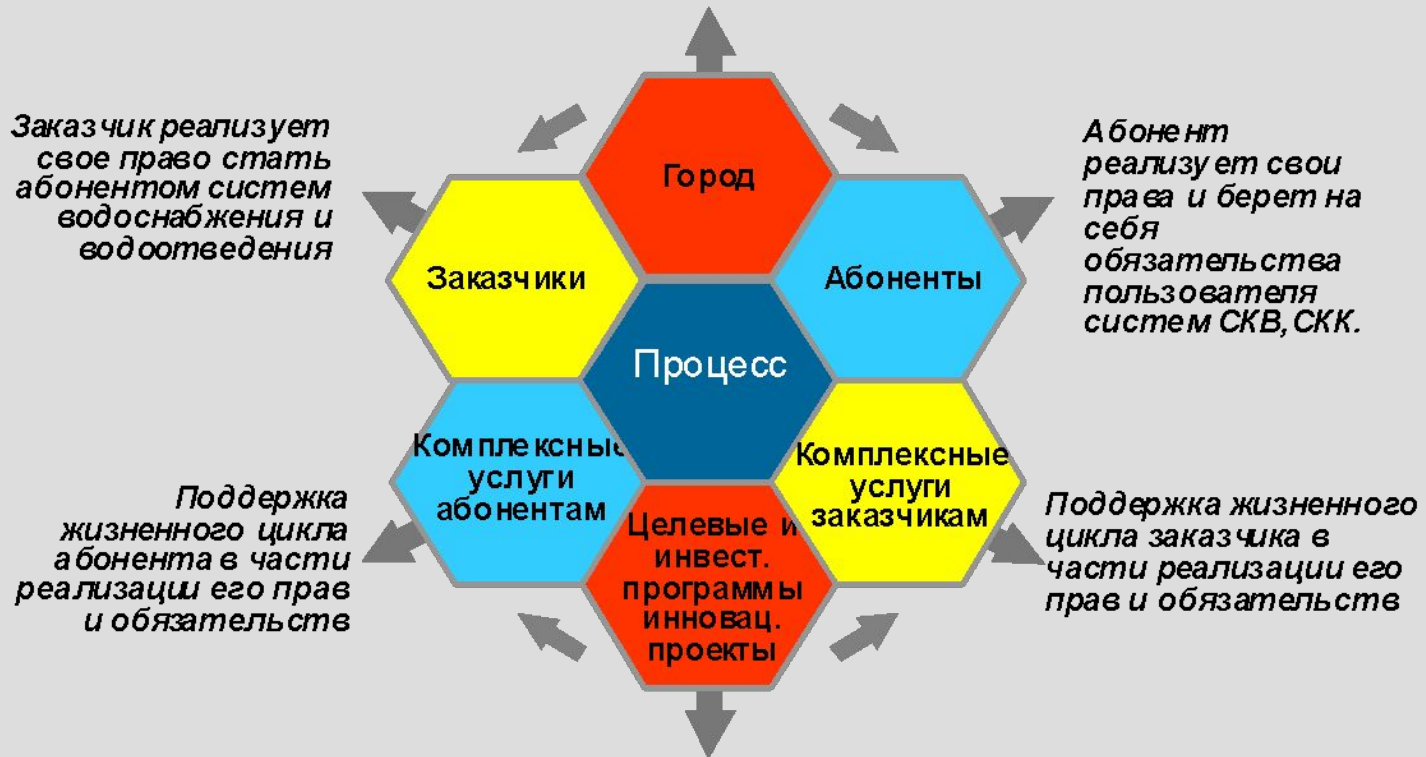 Город
Заказчик реализует
свое право стать
абонентом систем
водоснабжения и
водоотведения
Заказчики
Абоненты
Абонент
реализует свои
права и берет на
себя
обязательства
пользователя
систем СКВ, СКК.
Процесс
Поддержка
жизненного цикла
абонента в части
реализации его прав
и обязательств
Комплексные
услуги
абонентам
Целевые и
инвест.
программы
инновац.
проекты
Комплексные
услуги
заказчикам
Поддержка жизненного
цикла заказчика в
части реализации его
прав и обязательств